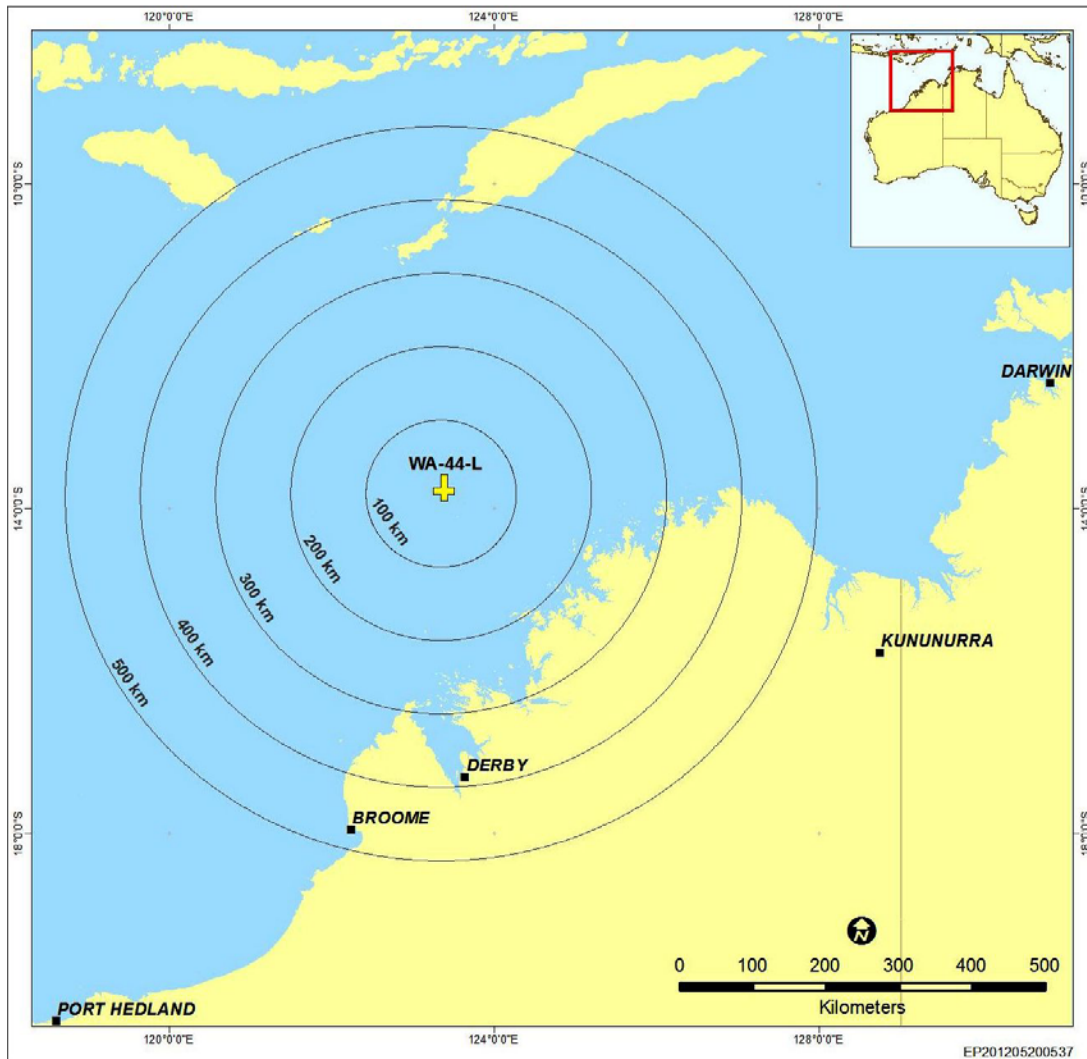 120°0'0"E 124°0'0"E 128°0'0"E
10°0'0"S 10°0'0"S
DARWIN
WA-44-L
14°0'0"S 14°0'0"S
100 km
200 km
300 km
400 km
500 km
KUNUNURRA
DERBY
BROOME
18°0'0"S 18°0'0"S
N
0 100 200 300 400 500
Kilometers
PORT HEDLAND
120°0'0"E 124°0'0"E 128°0'0"E
EP201205200537